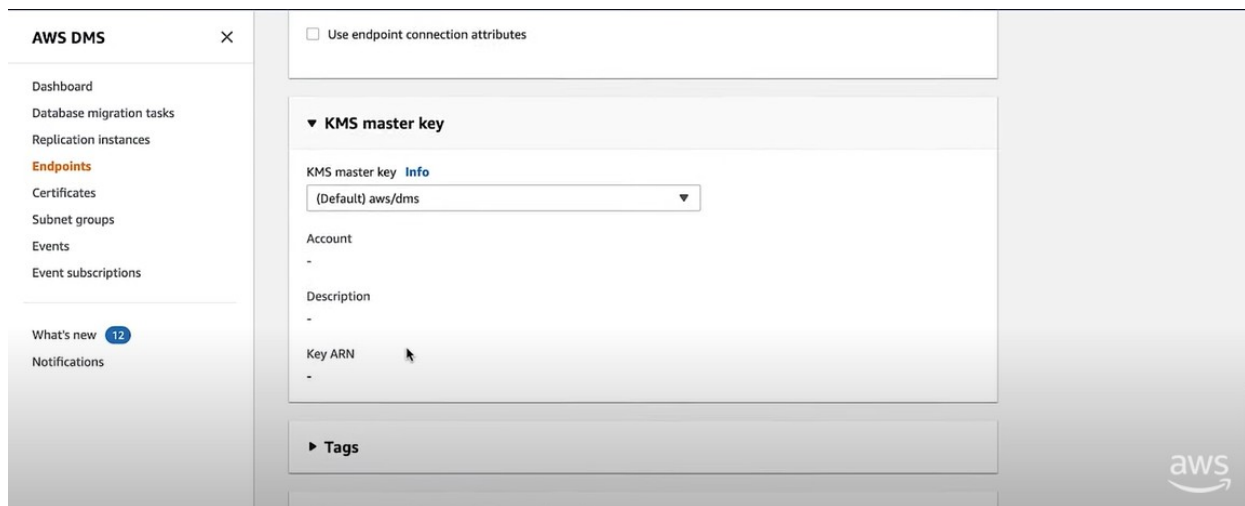 AWS DMS
Dashboard
Database migration tasks
Replication instances
Endpoints
Certificates
Subnet groups
Events
Event subscriptions
What's new 12
Notifications
Use endpoint connection attributes
KMS master key
KMS master key Info
(Default) aws/dms
Account
-
Description
-
Key ARN
-
Tags
aws